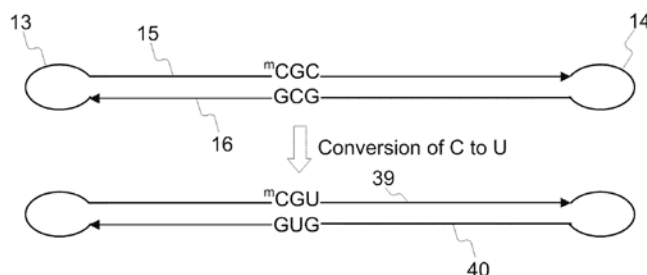 13
15
14
ᵐCGC
GCG
16
Conversion of C to U
ᵐCGU
39
GUG
40